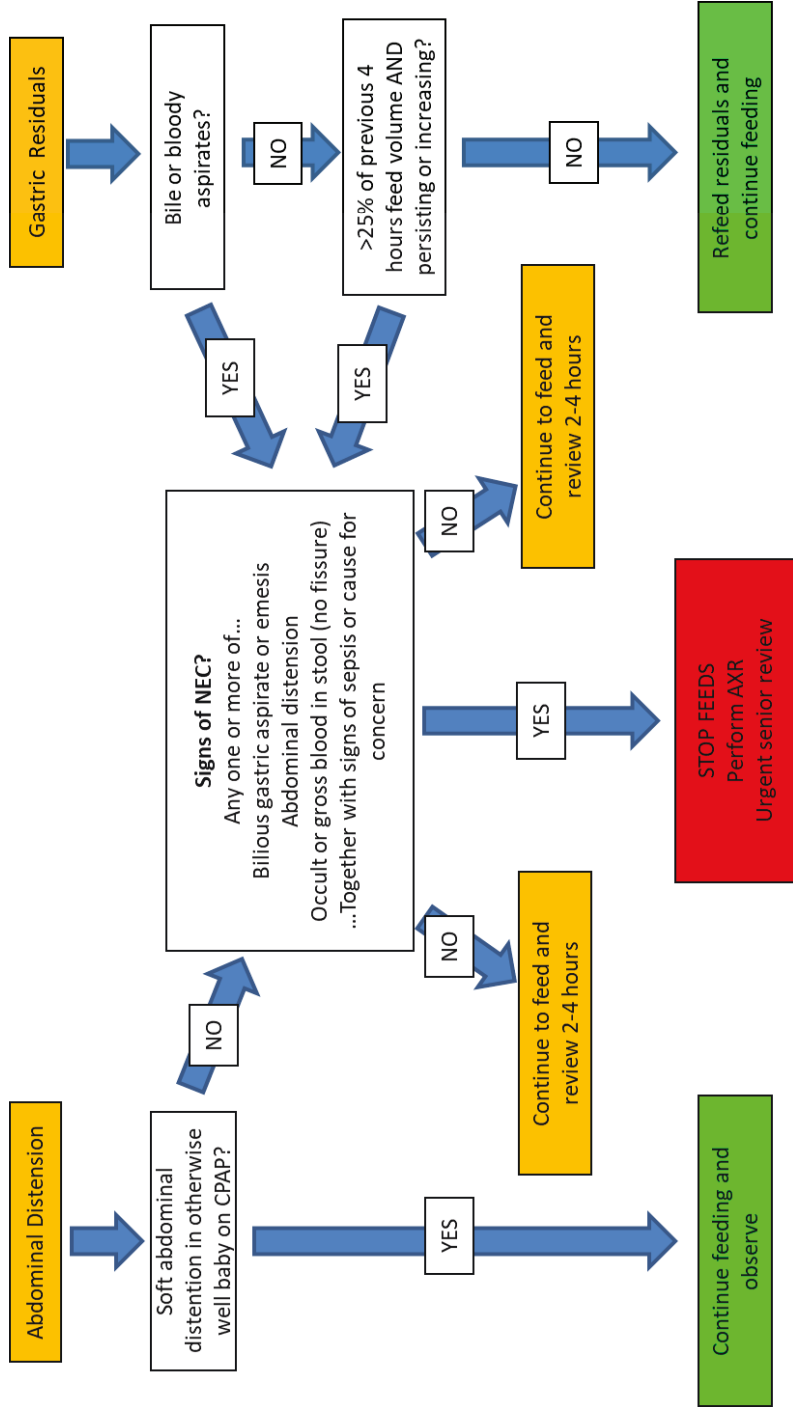 Abdominal Distension
Soft abdominal
distention in otherwise
well baby on CPAP?
NO
YES
Continue feeding and
observe
Signs of NEC?
Any one or more of…
Bilious gastric aspirate or emesis
Abdominal distension
Occult or gross blood in stool (no fissure)
…Together with signs of sepsis or cause for
concern
NO
Continue to feed and
review 2-4 hours
YES
STOP FEEDS
Perform AXR
Urgent senior review
NO
Continue to feed and
review 2-4 hours
Gastric Residuals
Bile or bloody
aspirates?
YES
NO
>25% of previous 4
hours feed volume AND
persisting or increasing?
YES
NO
Refeed residuals and
continue feeding